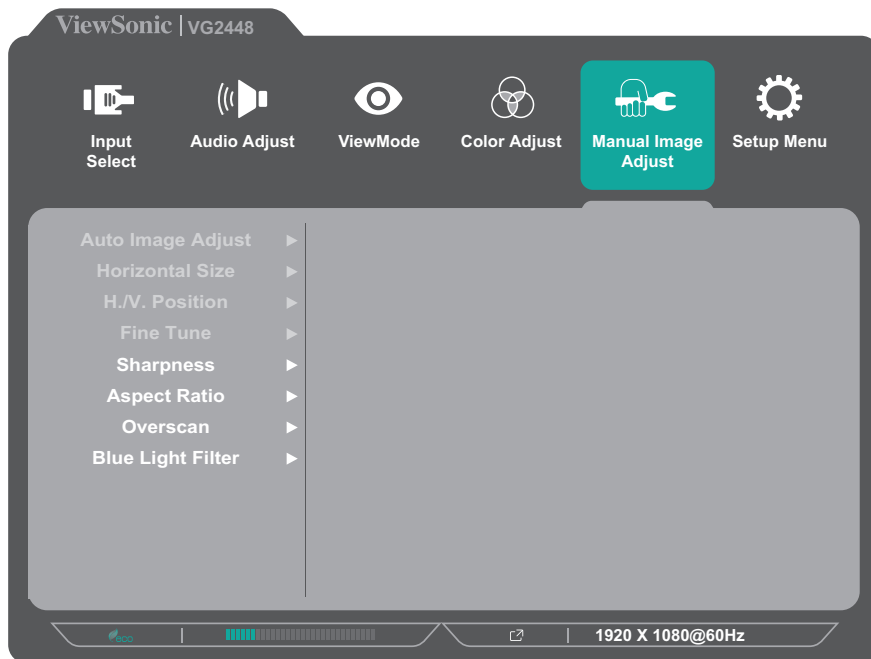 ViewSonic | VG2448
Input Select
Audio Adjust
ViewMode
Color Adjust
Manual Image Adjust
Setup Menu
Auto Image Adjust
Horizontal Size
H./V. Position
Fine Tune
Sharpness
Aspect Ratio
Overscan
Blue Light Filter
eco
1920 X 1080@60Hz